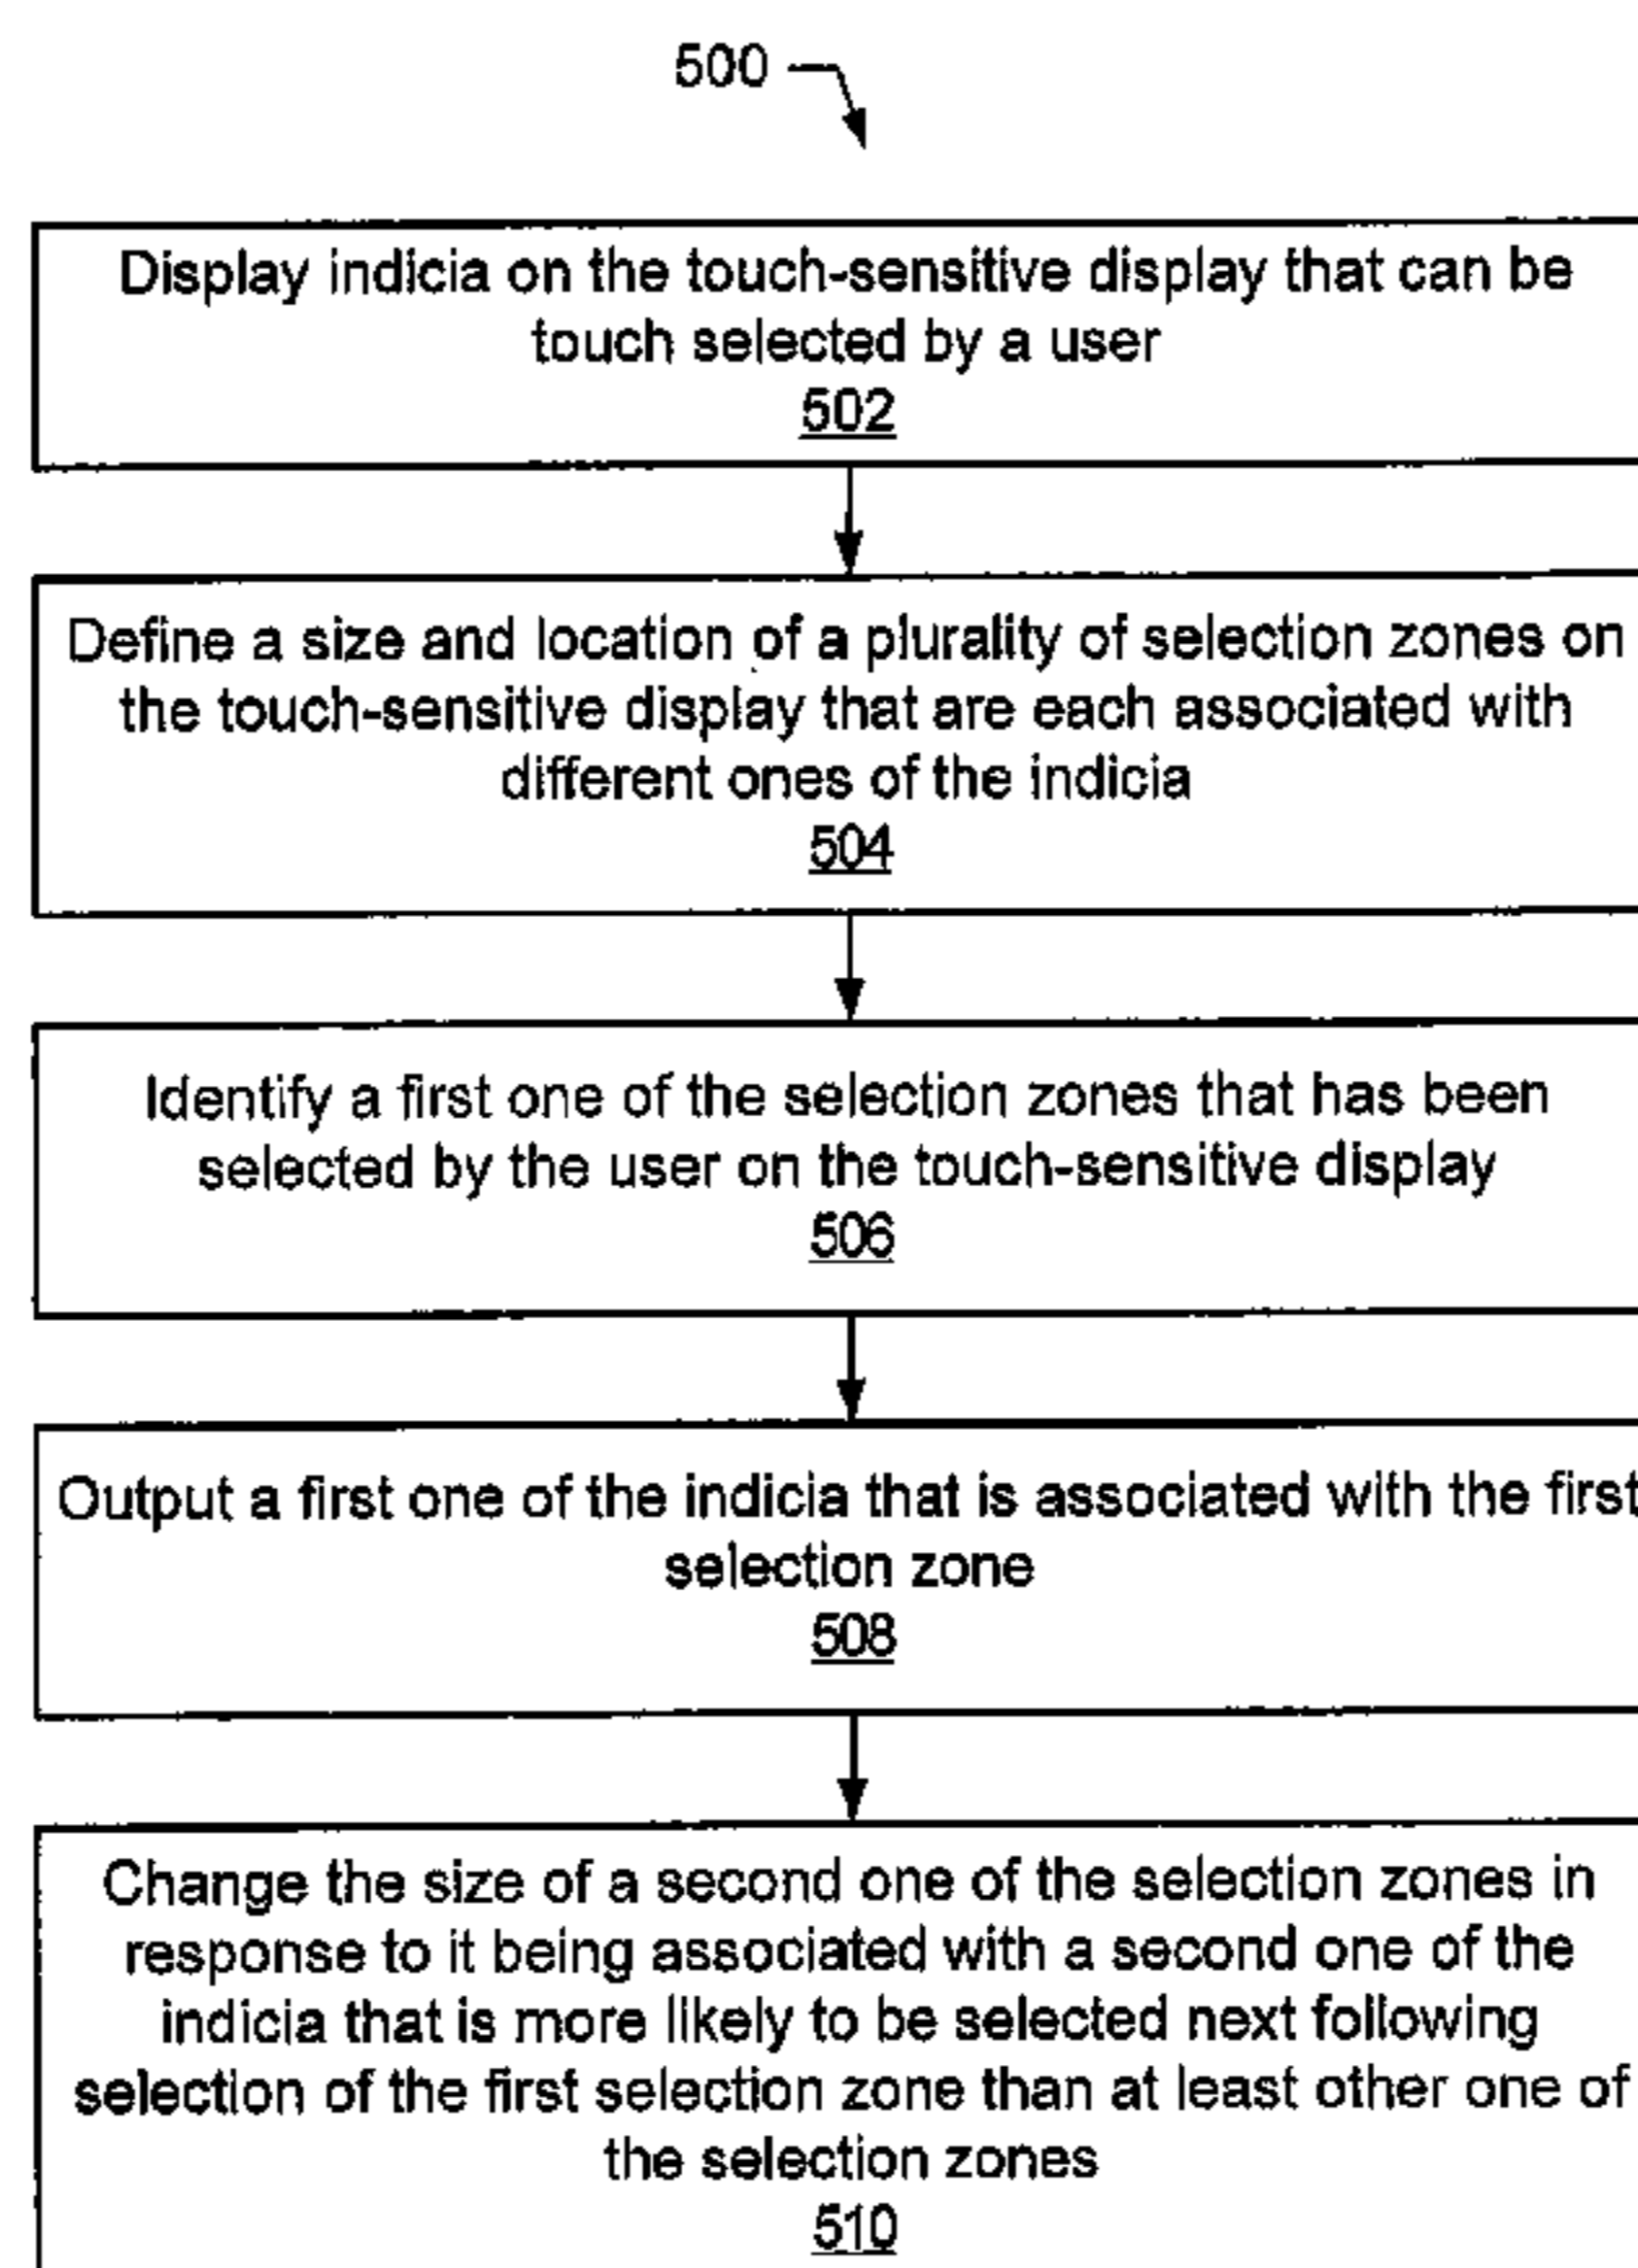 500
Display indicia on the touch-sensitive display that can be
touch selected by a user
502
Define a size and location of a plurality of selection zones on
the touch-sensitive display that are each associated with
different ones of the indicia
504
Identify a first one of the selection zones that has been
selected by the user on the touch-sensitive display
506
Output a first one of the indicia that is associated with the first
selection zone
508
Change the size of a second one of the selection zones in
response to it being associated with a second one of the
indicia that is more likely to be selected next following
selection of the first selection zone than at least other one of
the selection zones
510